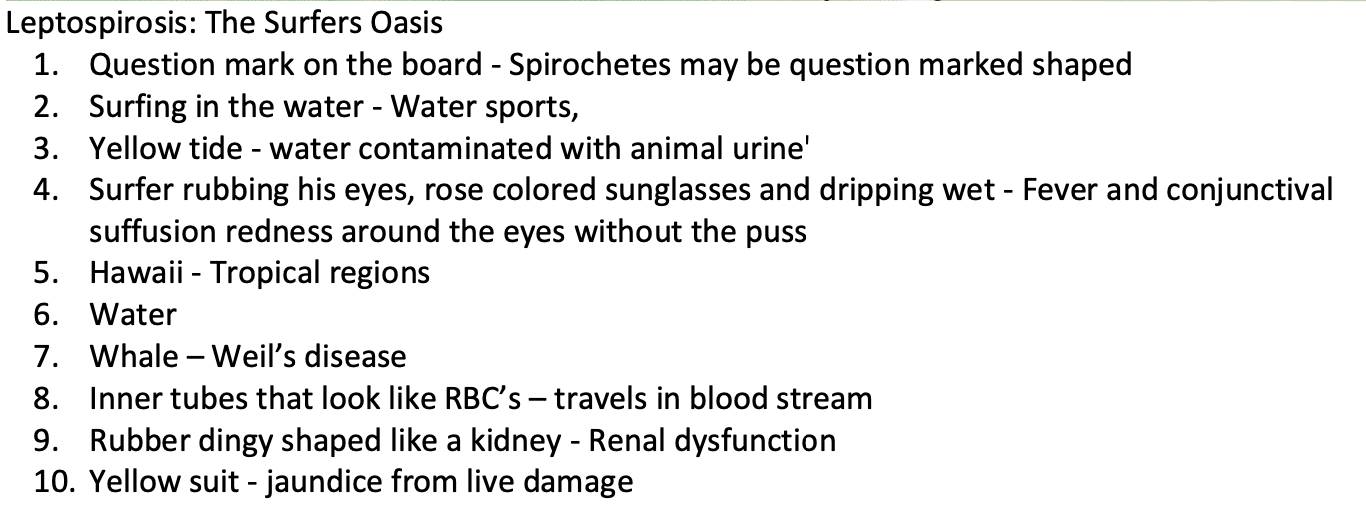 Leptospirosis: The Surfers Oasis
1. Question mark on the board - Spirochetes may be question marked shaped
2. Surfing in the water - Water sports,
3. Yellow tide - water contaminated with animal urine'
4. Surfer rubbing his eyes, rose colored sunglasses and dripping wet - Fever and conjunctival
suffusion redness around the eyes without the puss
5. Hawaii - Tropical regions
6. Water
7. Whale – Weil’s disease
8. Inner tubes that look like RBC’s – travels in blood stream
9. Rubber dingy shaped like a kidney - Renal dysfunction
10. Yellow suit - jaundice from live damage